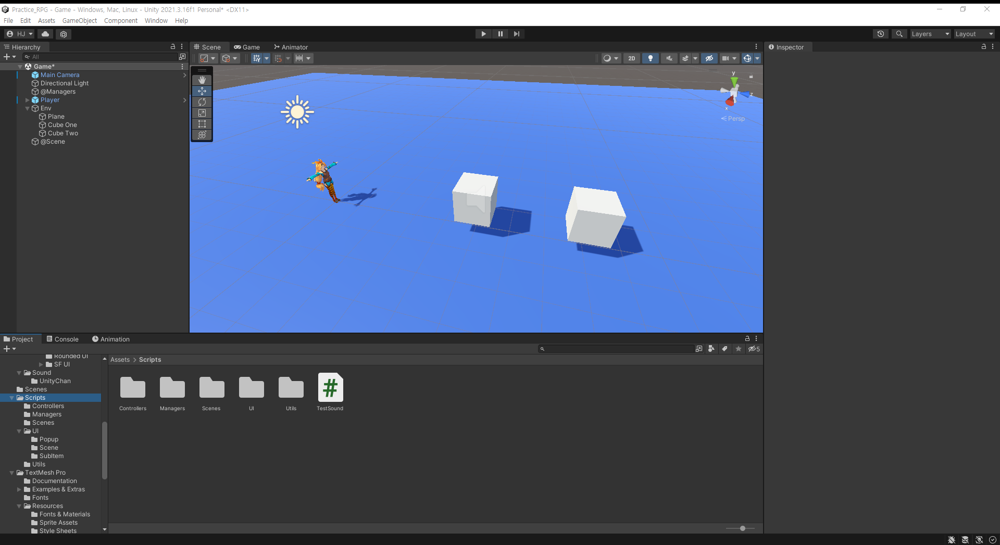 Practice_RPG - Game - Windows, Mac, Linux - Unity 2021.3.16f1 Personal* <DX11>
File Edit Assets GameObject Component Window Help
HJ
Layers Layout
Hierarchy
All
Game*
Main Camera
Directional Light
@Managers
Player
Env
Plane
Cube One
Cube Two
@Scene
Scene Game Animator
2D
y
z
x
Persp
Inspector
Project Console Animation
5
Rounded UI
SF UI
Sound
UnityChan
Scenes
Scripts
Controllers
Managers
Scenes
UI
Popup
Scene
SubItem
Utils
TextMesh Pro
Documentation
Examples & Extras
Fonts
Resources
Fonts & Materials
Sprite Assets
Style Sheets
Assets > Scripts
#
Controllers Managers Scenes UI Utils TestSound